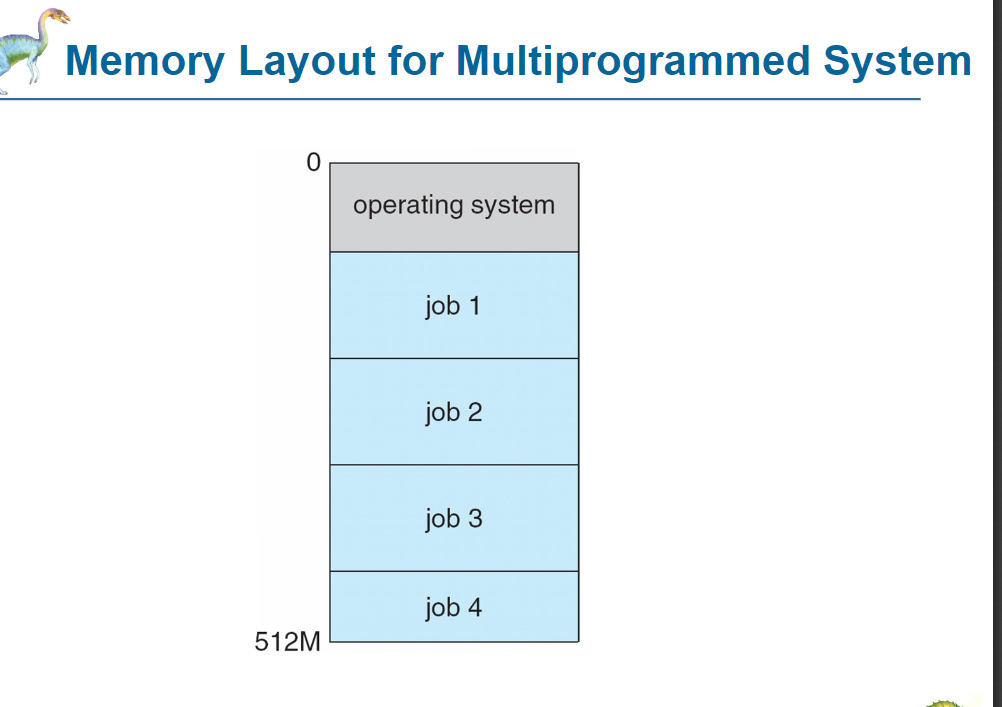 Memory Layout for Multiprogrammed System
0
operating system
job 1
job 2
job 3
job 4
512M